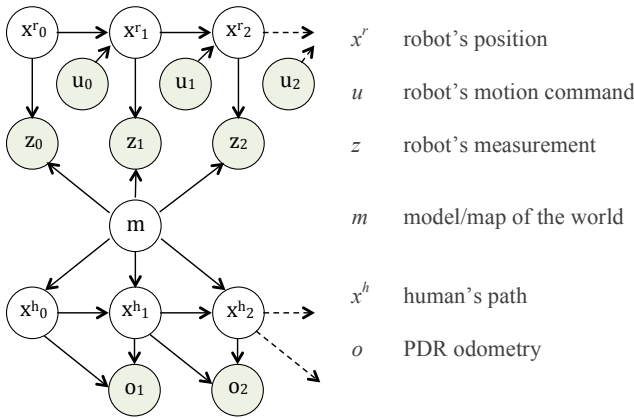 xʳ₀ xʳ₁ xʳ₂
u₀ u₁ u₂
z₀ z₁ z₂
m
xʰ₀ xʰ₁ xʰ₂
o₁ o₂
xʳ robot’s position
u robot’s motion command
z robot’s measurement
m model/map of the world
xʰ human’s path
o PDR odometry